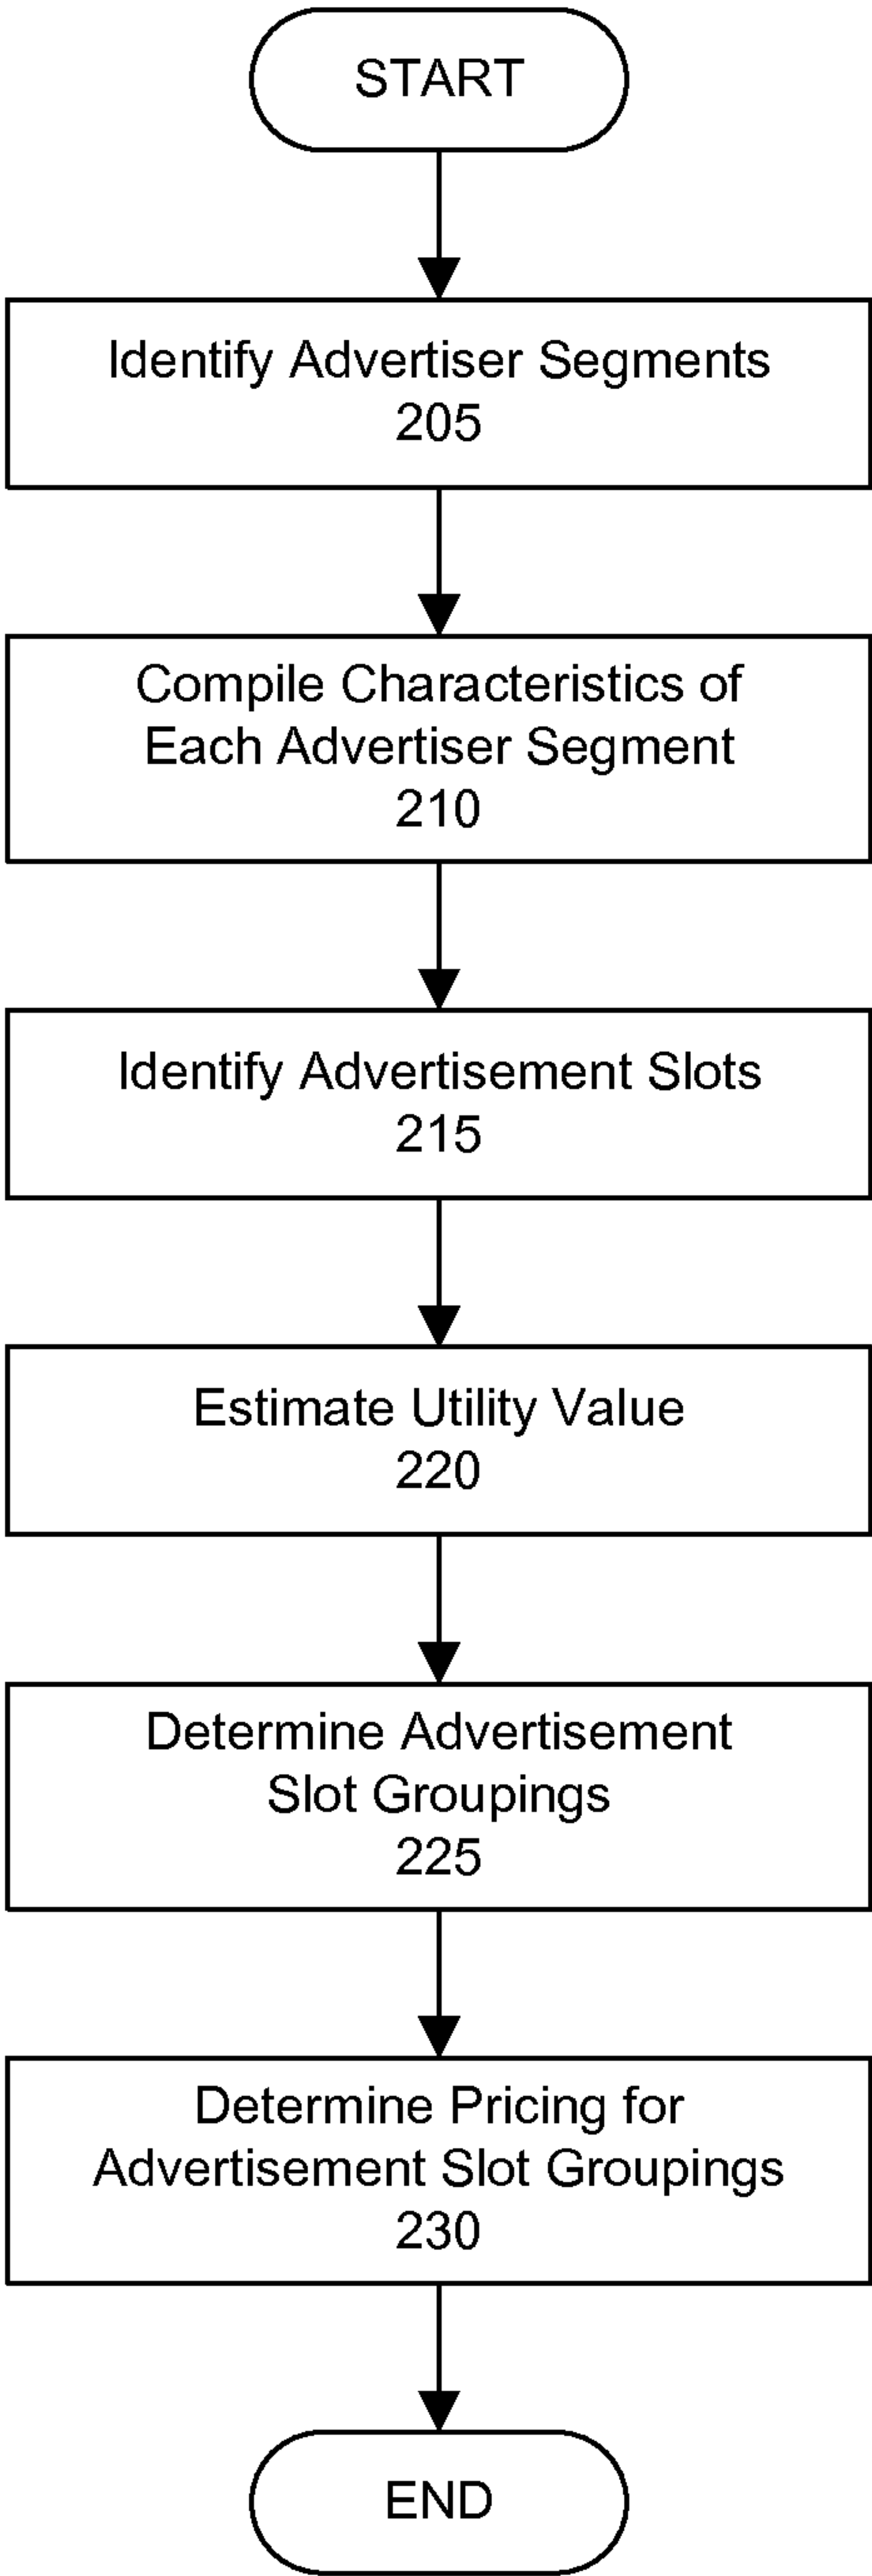 START
Identify Advertiser Segments
205
Compile Characteristics of
Each Advertiser Segment
210
Identify Advertisement Slots
215
Estimate Utility Value
220
Determine Advertisement
Slot Groupings
225
Determine Pricing for
Advertisement Slot Groupings
230
END